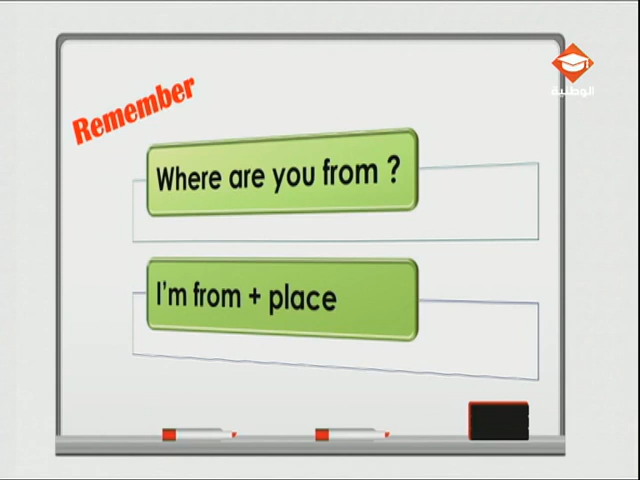 الوطنية
Remember
Where are you from ?
I'm from + place